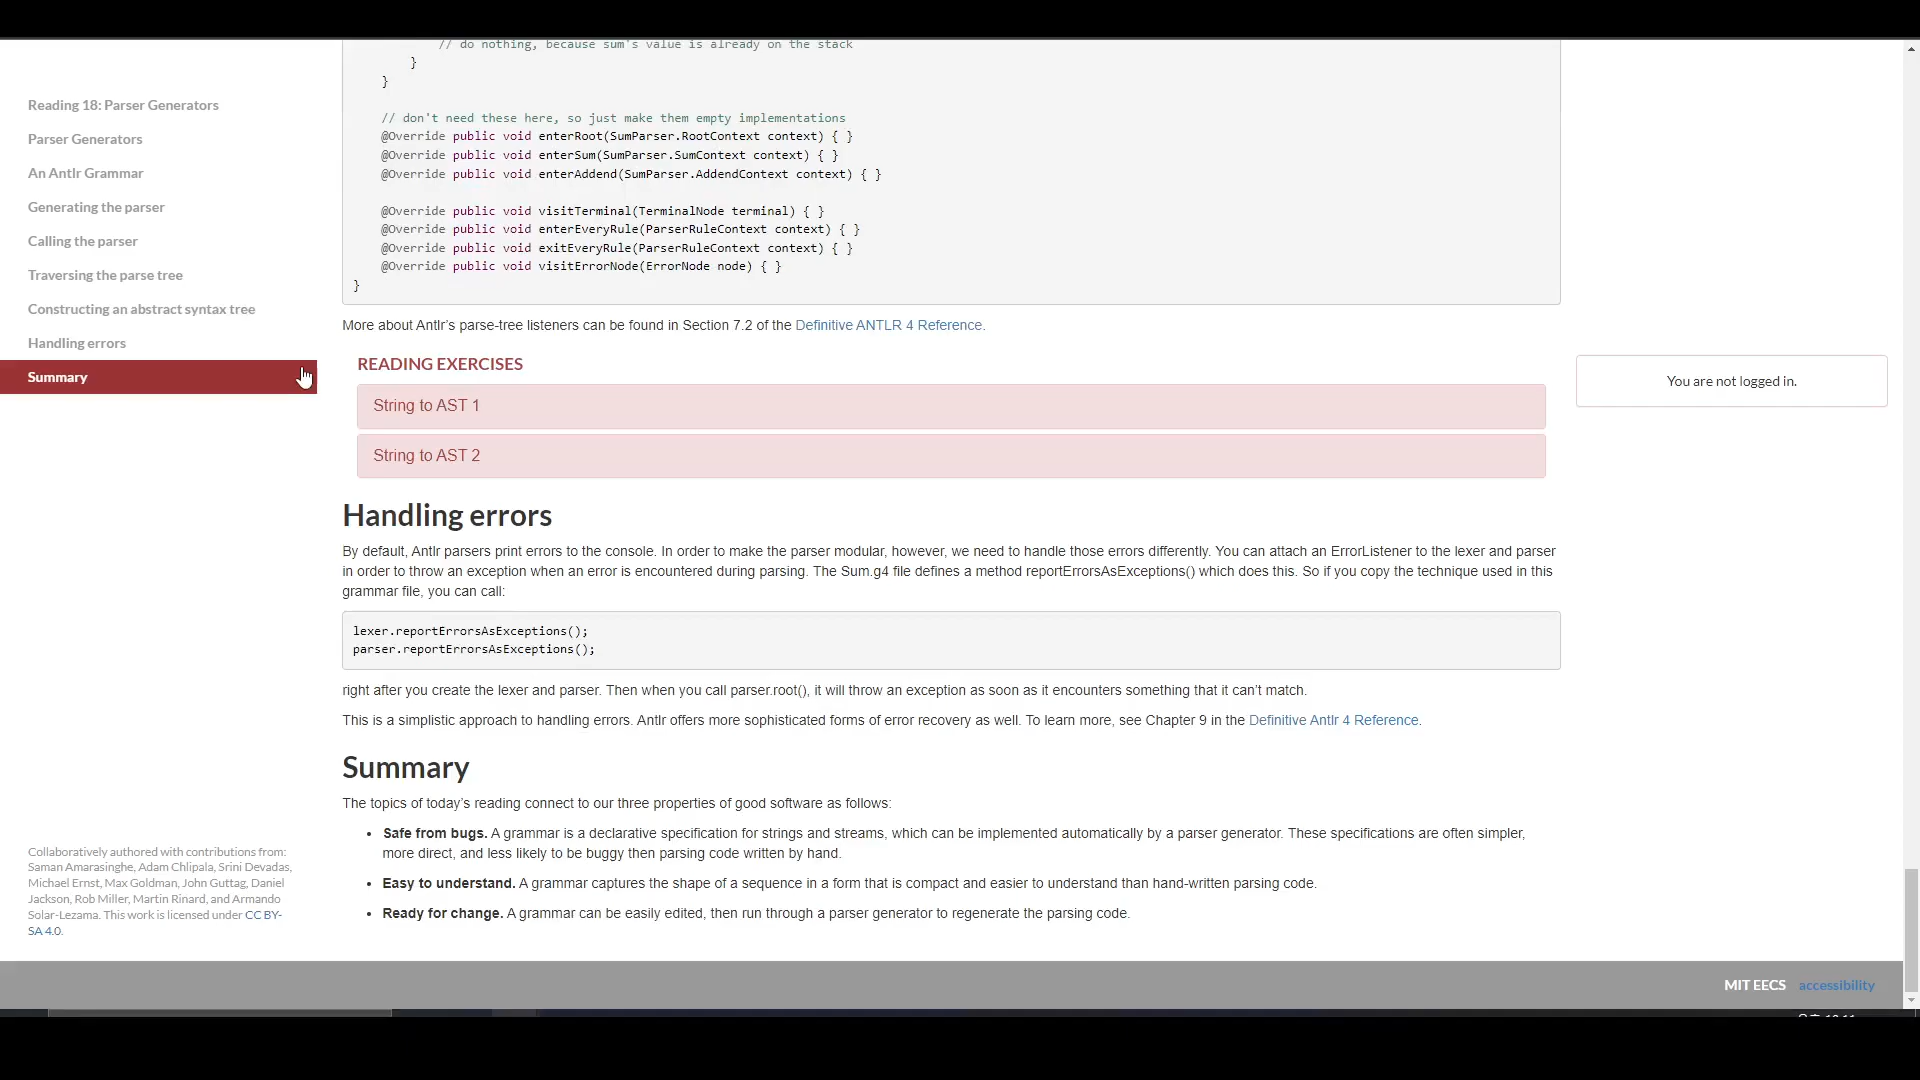 Reading 18: Parser Generators
Parser Generators
An Antlr Grammar
Generating the parser
Calling the parser
Traversing the parse tree
Constructing an abstract syntax tree
Handling errors
Summary
Collaboratively authored with contributions from:
Saman Amarasinghe, Adam Chlipala, Srini Devadas,
Michael Ernst, Max Goldman, John Guttag, Daniel
Jackson, Rob Miller, Martin Rinard, and Armando
Solar-Lezama. This work is licensed under CC BY-
SA 4.0.
// do nothing, because sum's value is already on the stack
}
}
// don't need these here, so just make them empty implementations
@Override public void enterRoot(SumParser.RootContext context) { }
@Override public void enterSum(SumParser.SumContext context) { }
@Override public void enterAddend(SumParser.AddendContext context) { }
@Override public void visitTerminal(TerminalNode terminal) { }
@Override public void enterEveryRule(ParserRuleContext context) { }
@Override public void exitEveryRule(ParserRuleContext context) { }
@Override public void visitErrorNode(ErrorNode node) { }
}
More about Antlr's parse-tree listeners can be found in Section 7.2 of the Definitive ANTLR 4 Reference.
READING EXERCISES
String to AST 1
String to AST 2
You are not logged in.
Handling errors
By default, Antlr parsers print errors to the console. In order to make the parser modular, however, we need to handle those errors differently. You can attach an ErrorListener to the lexer and parser
in order to throw an exception when an error is encountered during parsing. The Sum.g4 file defines a method reportErrorsAsExceptions() which does this. So if you copy the technique used in this
grammar file, you can call:
lexer.reportErrorsAsExceptions();
parser.reportErrorsAsExceptions();
right after you create the lexer and parser. Then when you call parser.root(), it will throw an exception as soon as it encounters something that it can't match.
This is a simplistic approach to handling errors. Antlr offers more sophisticated forms of error recovery as well. To learn more, see Chapter 9 in the Definitive Antlr 4 Reference.
Summary
The topics of today's reading connect to our three properties of good software as follows:
• Safe from bugs. A grammar is a declarative specification for strings and streams, which can be implemented automatically by a parser generator. These specifications are often simpler,
more direct, and less likely to be buggy then parsing code written by hand.
• Easy to understand. A grammar captures the shape of a sequence in a form that is compact and easier to understand than hand-written parsing code.
• Ready for change. A grammar can be easily edited, then run through a parser generator to regenerate the parsing code.
MIT EECS accessibility